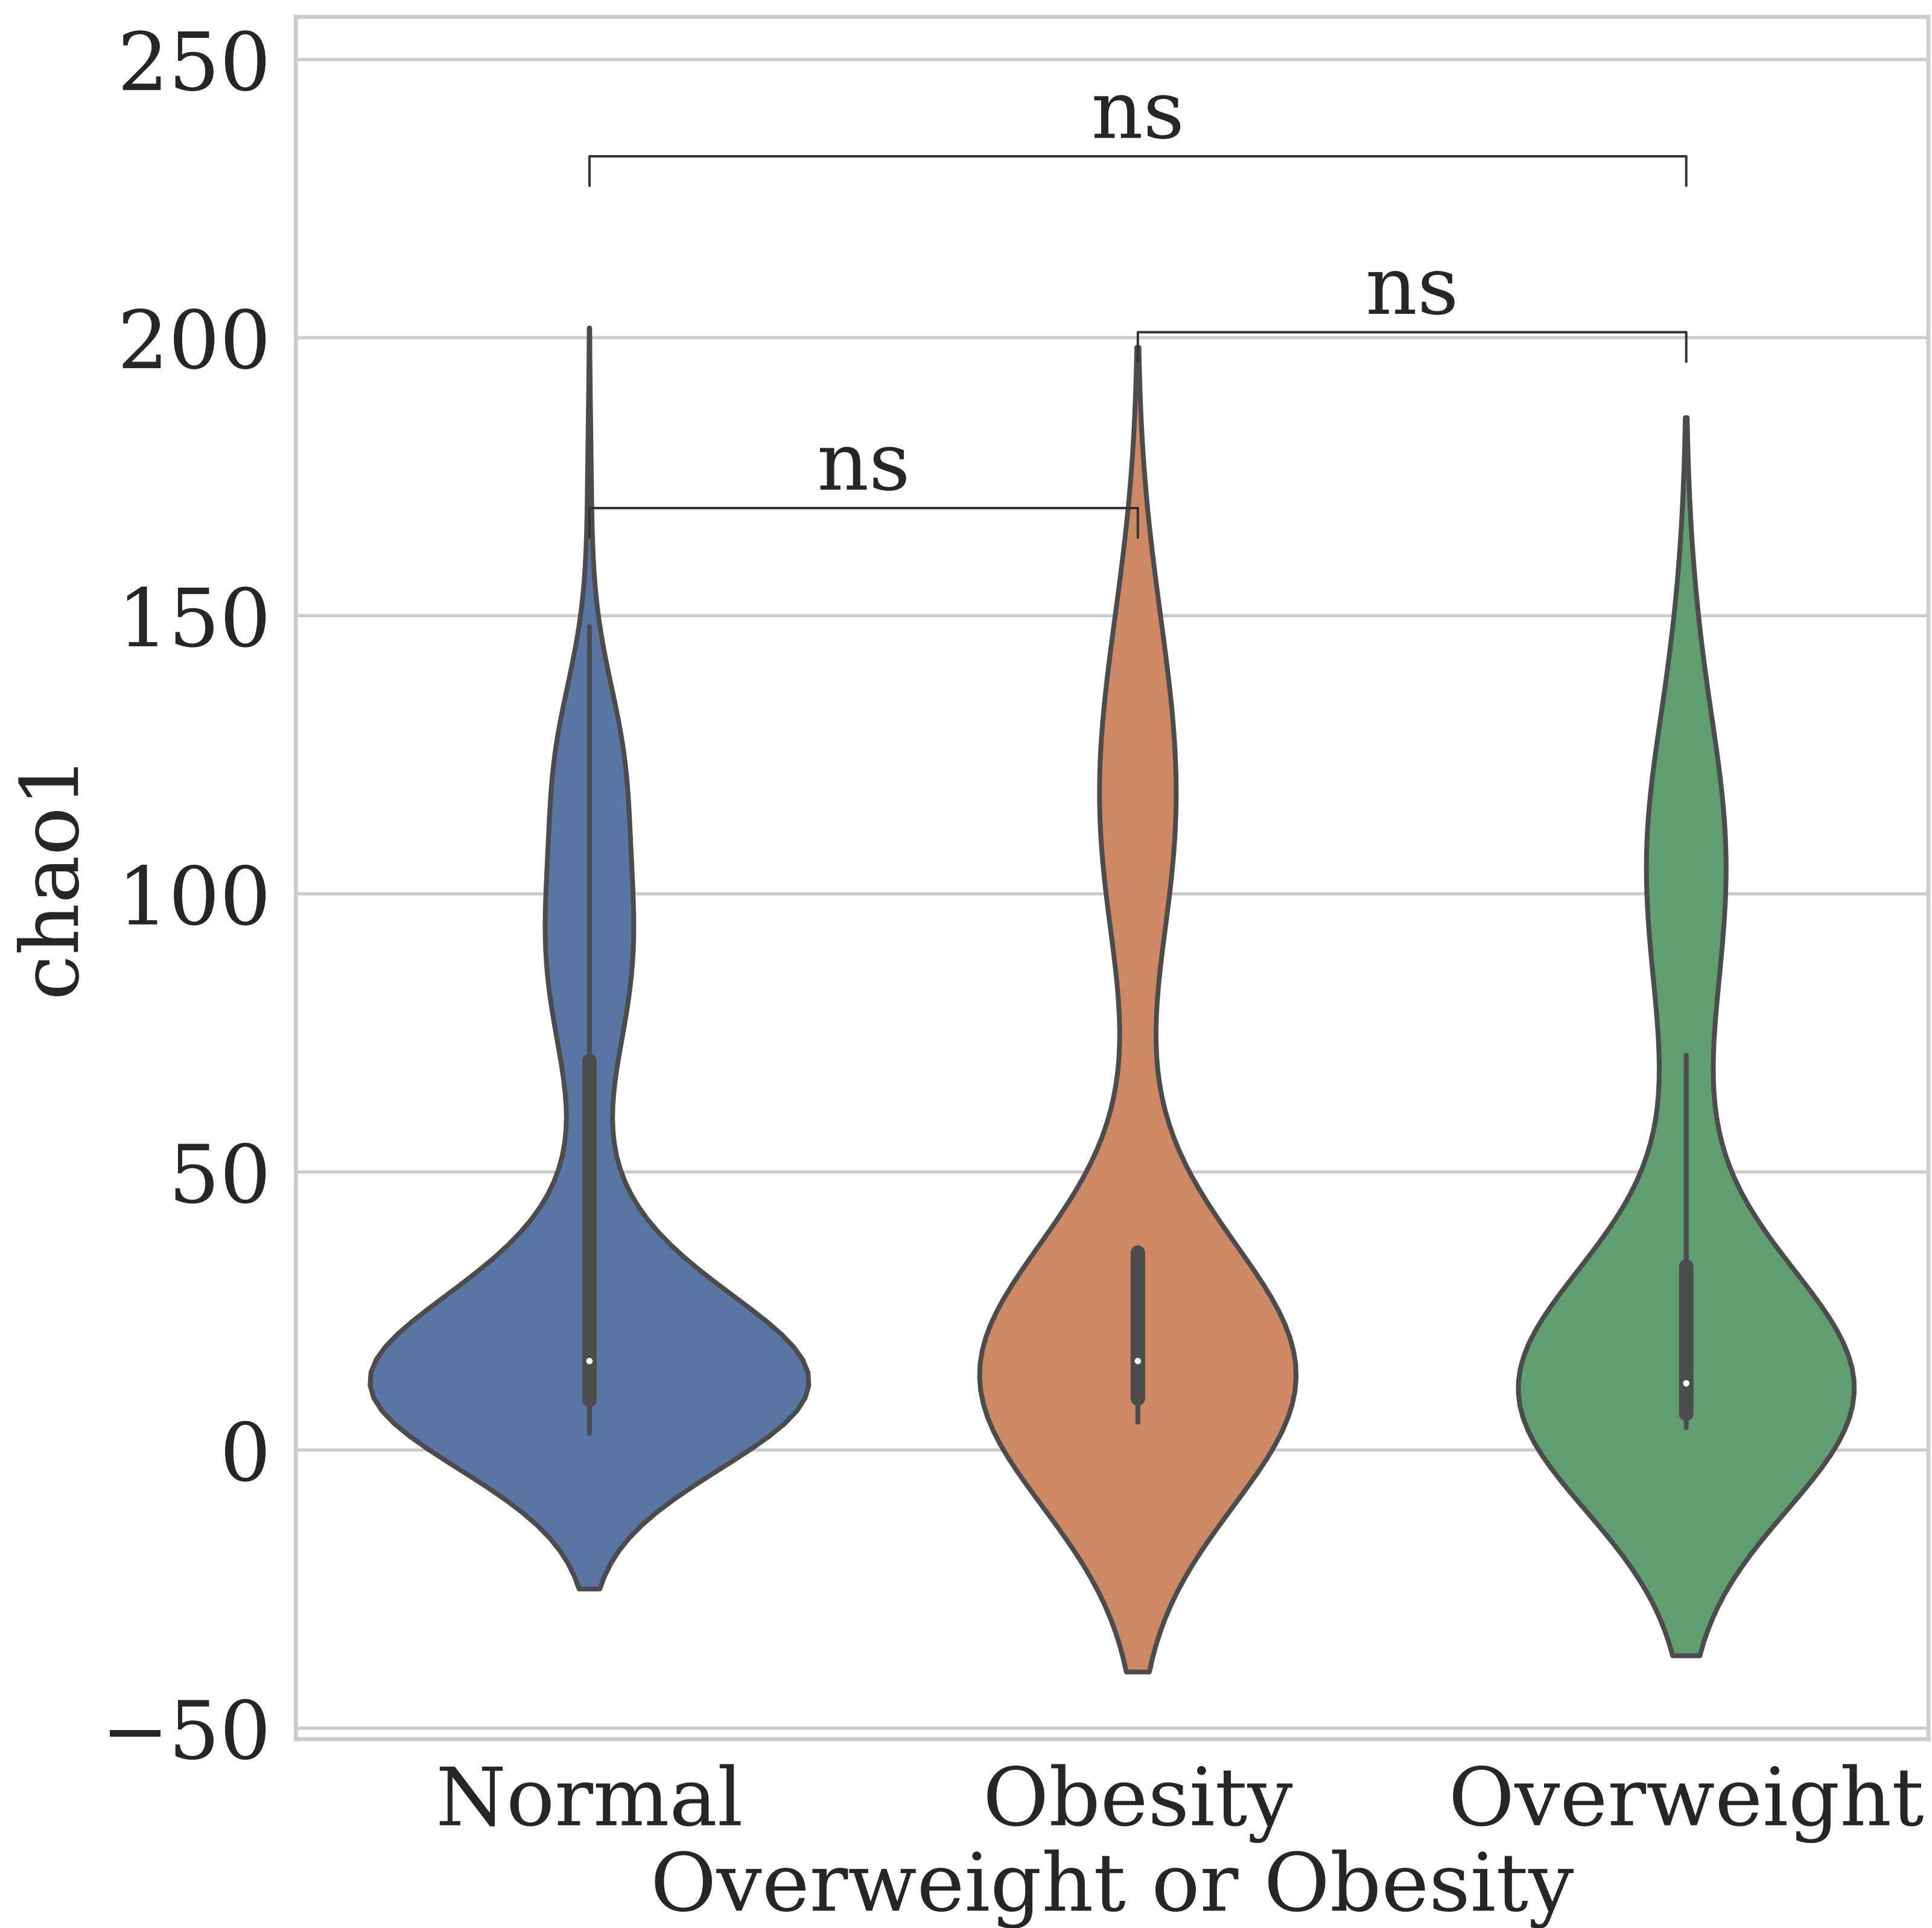 250
ns
ns
200
ns
150
chao1
100
50
0
−50
Normal
Obesity
Overweight
Overweight or Obesity